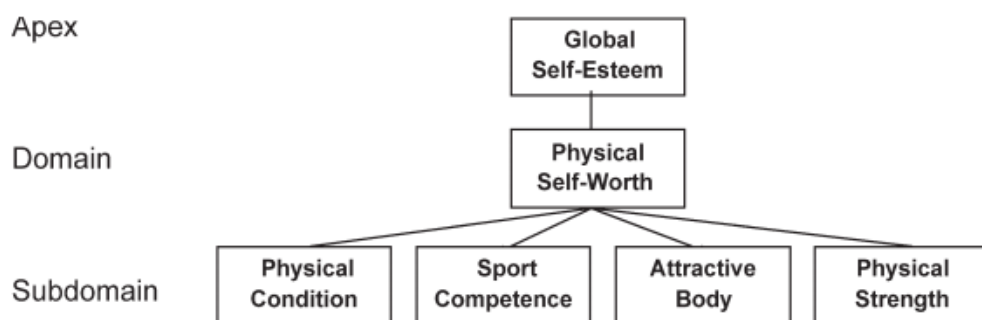 Apex
Global
Self-Esteem
Domain
Physical
Self-Worth
Subdomain
Physical
Condition
Sport
Competence
Attractive
Body
Physical
Strength